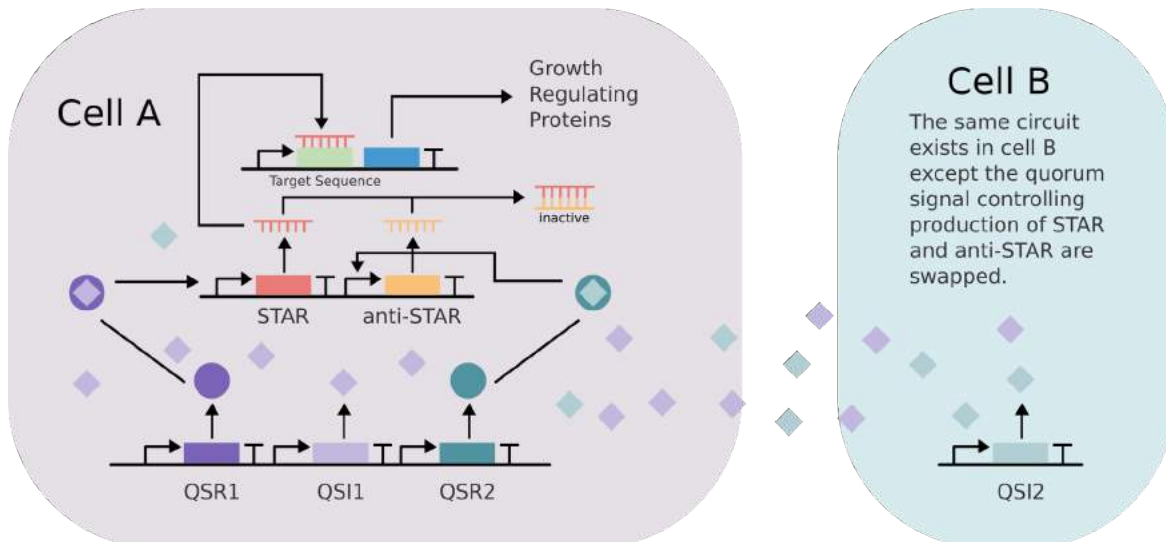 Cell A
Growth
Regulating
Proteins
Target Sequence
inactive
STAR
anti-STAR
QSR1
QSI1
QSR2
Cell B
The same circuit
exists in cell B
except the quorum
signal controlling
production of STAR
and anti-STAR are
swapped.
QSI2